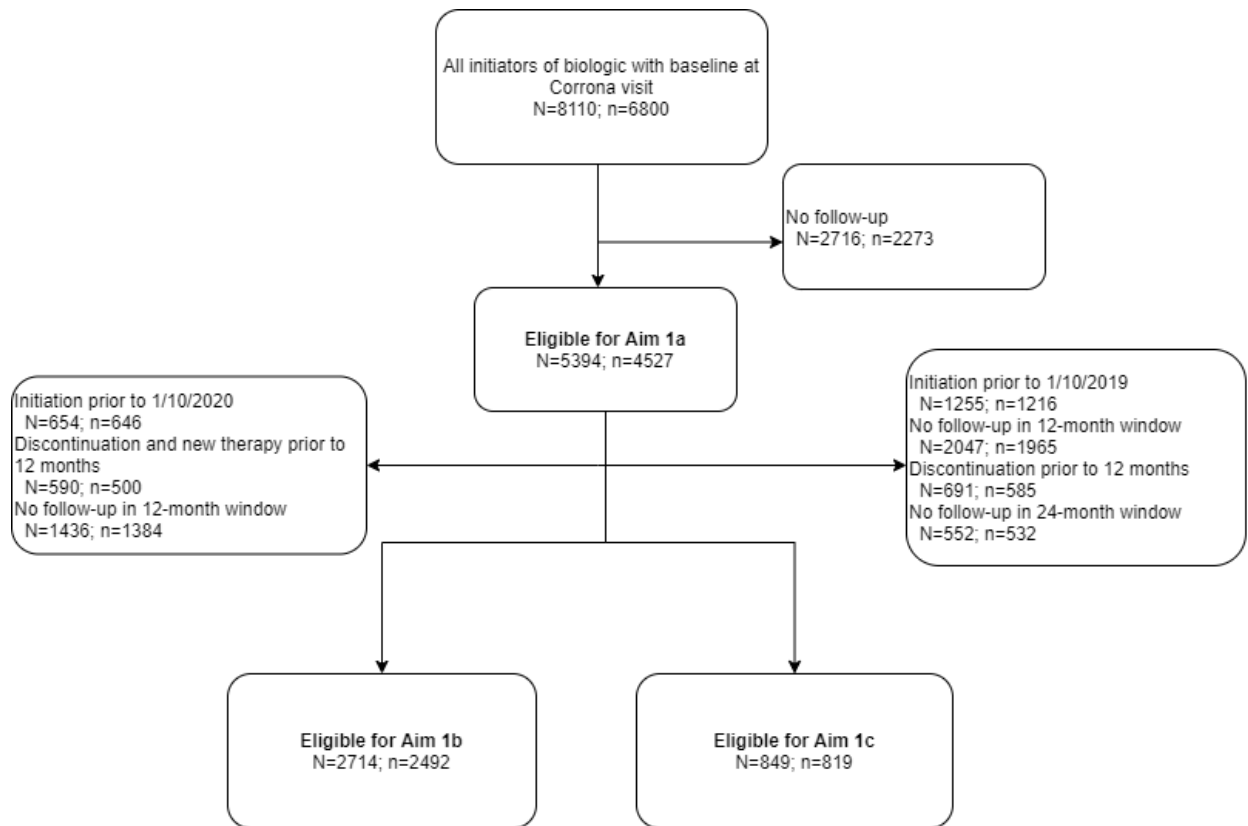 All initiators of biologic with baseline at
Corrona visit
N=8110; n=6800
No follow-up
N=2716; n=2273
Eligible for Aim 1a
N=5394; n=4527
Initiation prior to 1/10/2020
N=654; n=646
Discontinuation and new therapy prior to
12 months
N=590; n=500
No follow-up in 12-month window
N=1436; n=1384
Initiation prior to 1/10/2019
N=1255; n=1216
No follow-up in 12-month window
N=2047; n=1965
Discontinuation prior to 12 months
N=691; n=585
No follow-up in 24-month window
N=552; n=532
Eligible for Aim 1b
N=2714; n=2492
Eligible for Aim 1c
N=849; n=819